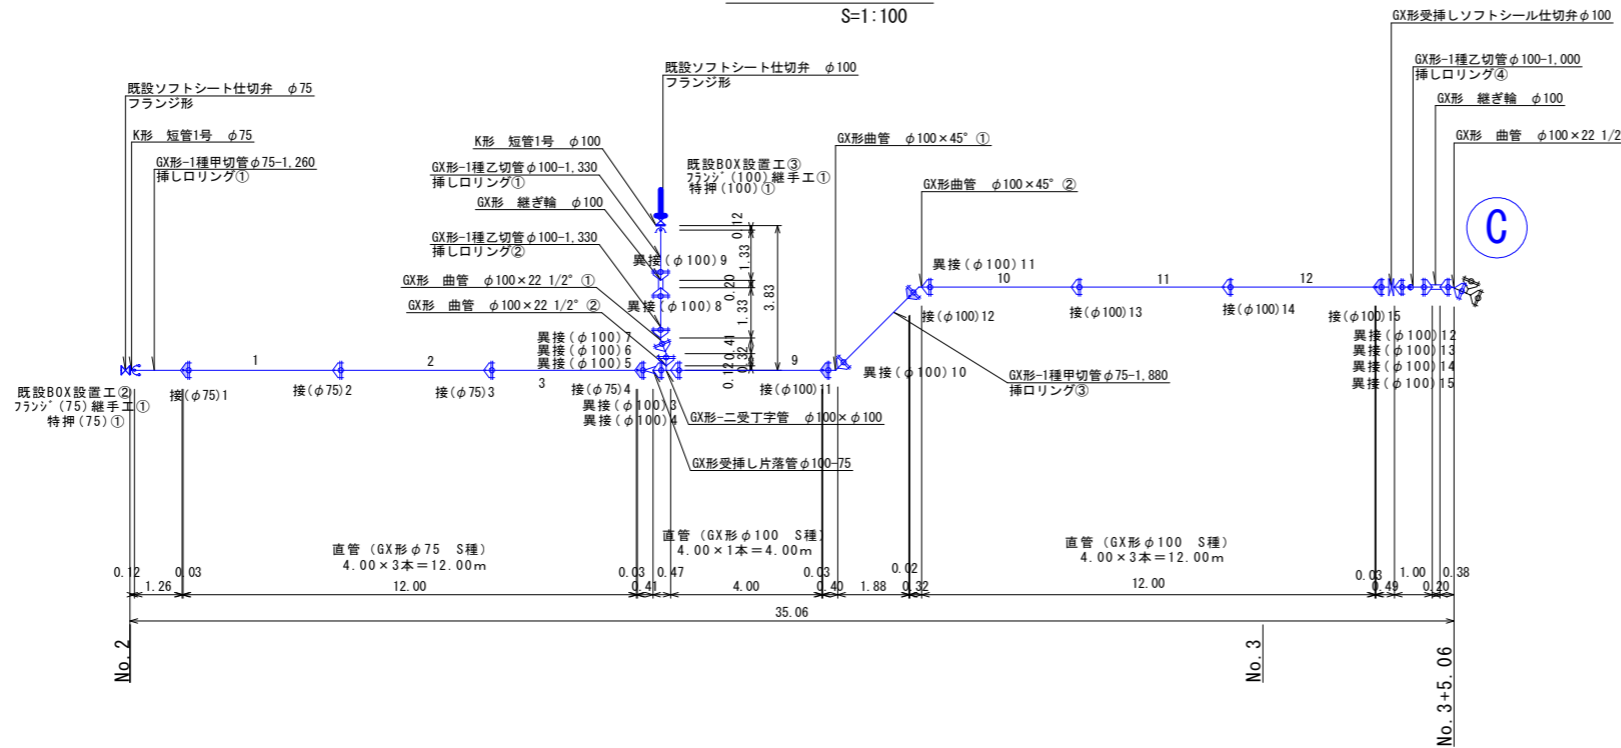 S=1:100
GX形受挿しソフトシール仕切弁φ100
既設ソフトシート仕切弁　φ75
フランジ形
既設ソフトシート仕切弁　φ100
フランジ形
GX形-1種乙切管φ100-1,000
挿しロリング④
GX形　継ぎ輪　φ100
K形　短管1号　φ75
K形　短管1号　φ100
GX形曲管　φ100×45°①
GX形　曲管　φ100×22 1/2
GX形-1種甲切管φ75-1,260
挿しロリング①
GX形-1種乙切管φ100-1,330
挿しロリング①
既設BOX設置工③
フランジ(100)継手工①
特押(100)①
GX形曲管　φ100×45°②
GX形　継ぎ輪　φ100
GX形-1種乙切管φ100-1,330
挿しロリング②
GX形　曲管　φ100×22 1/2°①
GX形　曲管　φ100×22 1/2°②
C
0.12
1.33
0.20
1.33
0.41
0.32
0.12
3.83
異接(φ100)9
異接(φ100)8
異接(φ100)7
異接(φ100)6
異接(φ100)5
異接(φ100)11
10
11
12
接(φ100)12
接(φ100)13
接(φ100)14
接(φ100)15
異接(φ100)12
異接(φ100)13
異接(φ100)14
異接(φ100)15
1
2
3
9
既設BOX設置工②
フランジ(75)継手工①
特押(75)①
接(φ75)1
接(φ75)2
接(φ75)3
接(φ75)4
異接(φ100)3
異接(φ100)4
接(φ100)11
異接(φ100)10
GX形-1種甲切管φ75-1,880
挿ロリング③
GX形-二受丁字管　φ100×φ100
GX形受挿し片落管φ100-75
直管（GX形φ75　S種）
4.00×3本＝12.00m
直管（GX形φ100　S種）
4.00×1本＝4.00m
直管（GX形φ100　S種）
4.00×3本＝12.00m
0.12
1.26
0.03
12.00
0.03
0.41
0.47
4.00
0.03
0.40
1.88
0.02
0.32
12.00
0.03
0.49
1.00
0.20
0.38
35.06
No.2
No.3
No.3+5.06